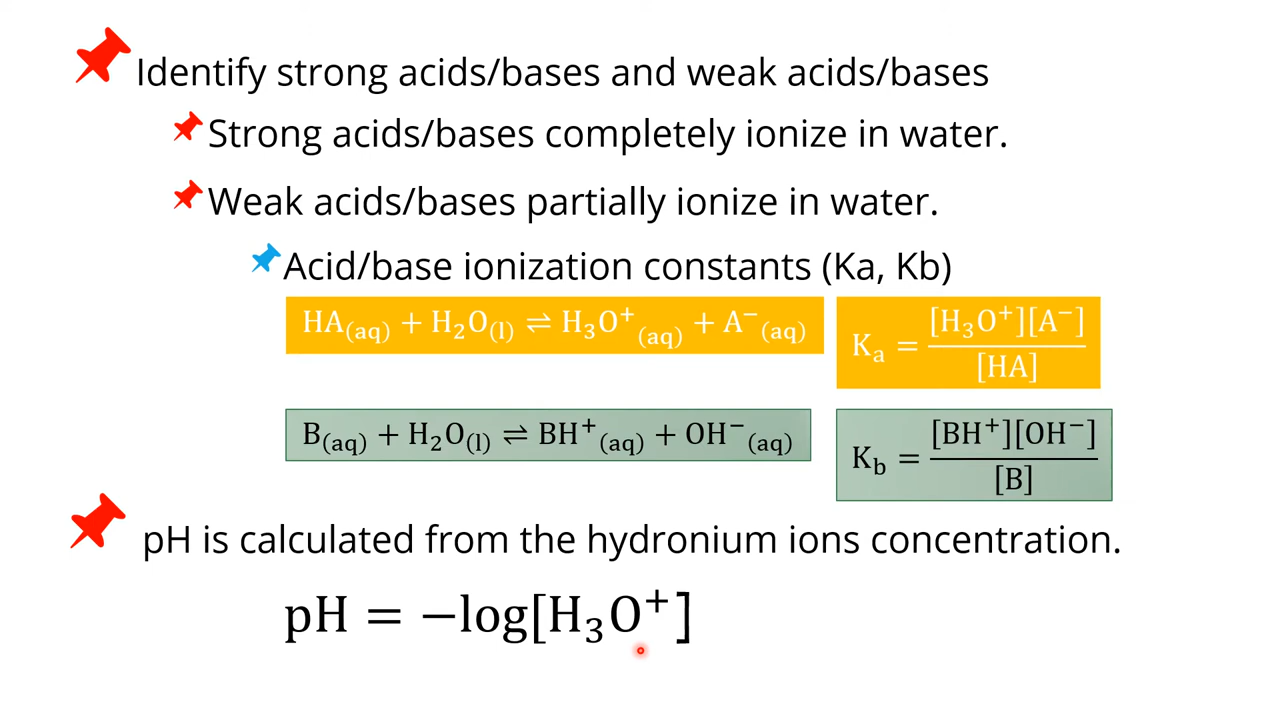 Identify strong acids/bases and weak acids/bases
Strong acids/bases completely ionize in water.
Weak acids/bases partially ionize in water.
Acid/base ionization constants (Ka, Kb)
HA(aq) + H₂O(l) ⇌ H₃O⁺(aq) + A⁻(aq)
Kₐ = [H₃O⁺][A⁻] / [HA]
B(aq) + H₂O(l) ⇌ BH⁺(aq) + OH⁻(aq)
K_b = [BH⁺][OH⁻] / [B]
pH is calculated from the hydronium ions concentration.
pH = −log[H₃O⁺]